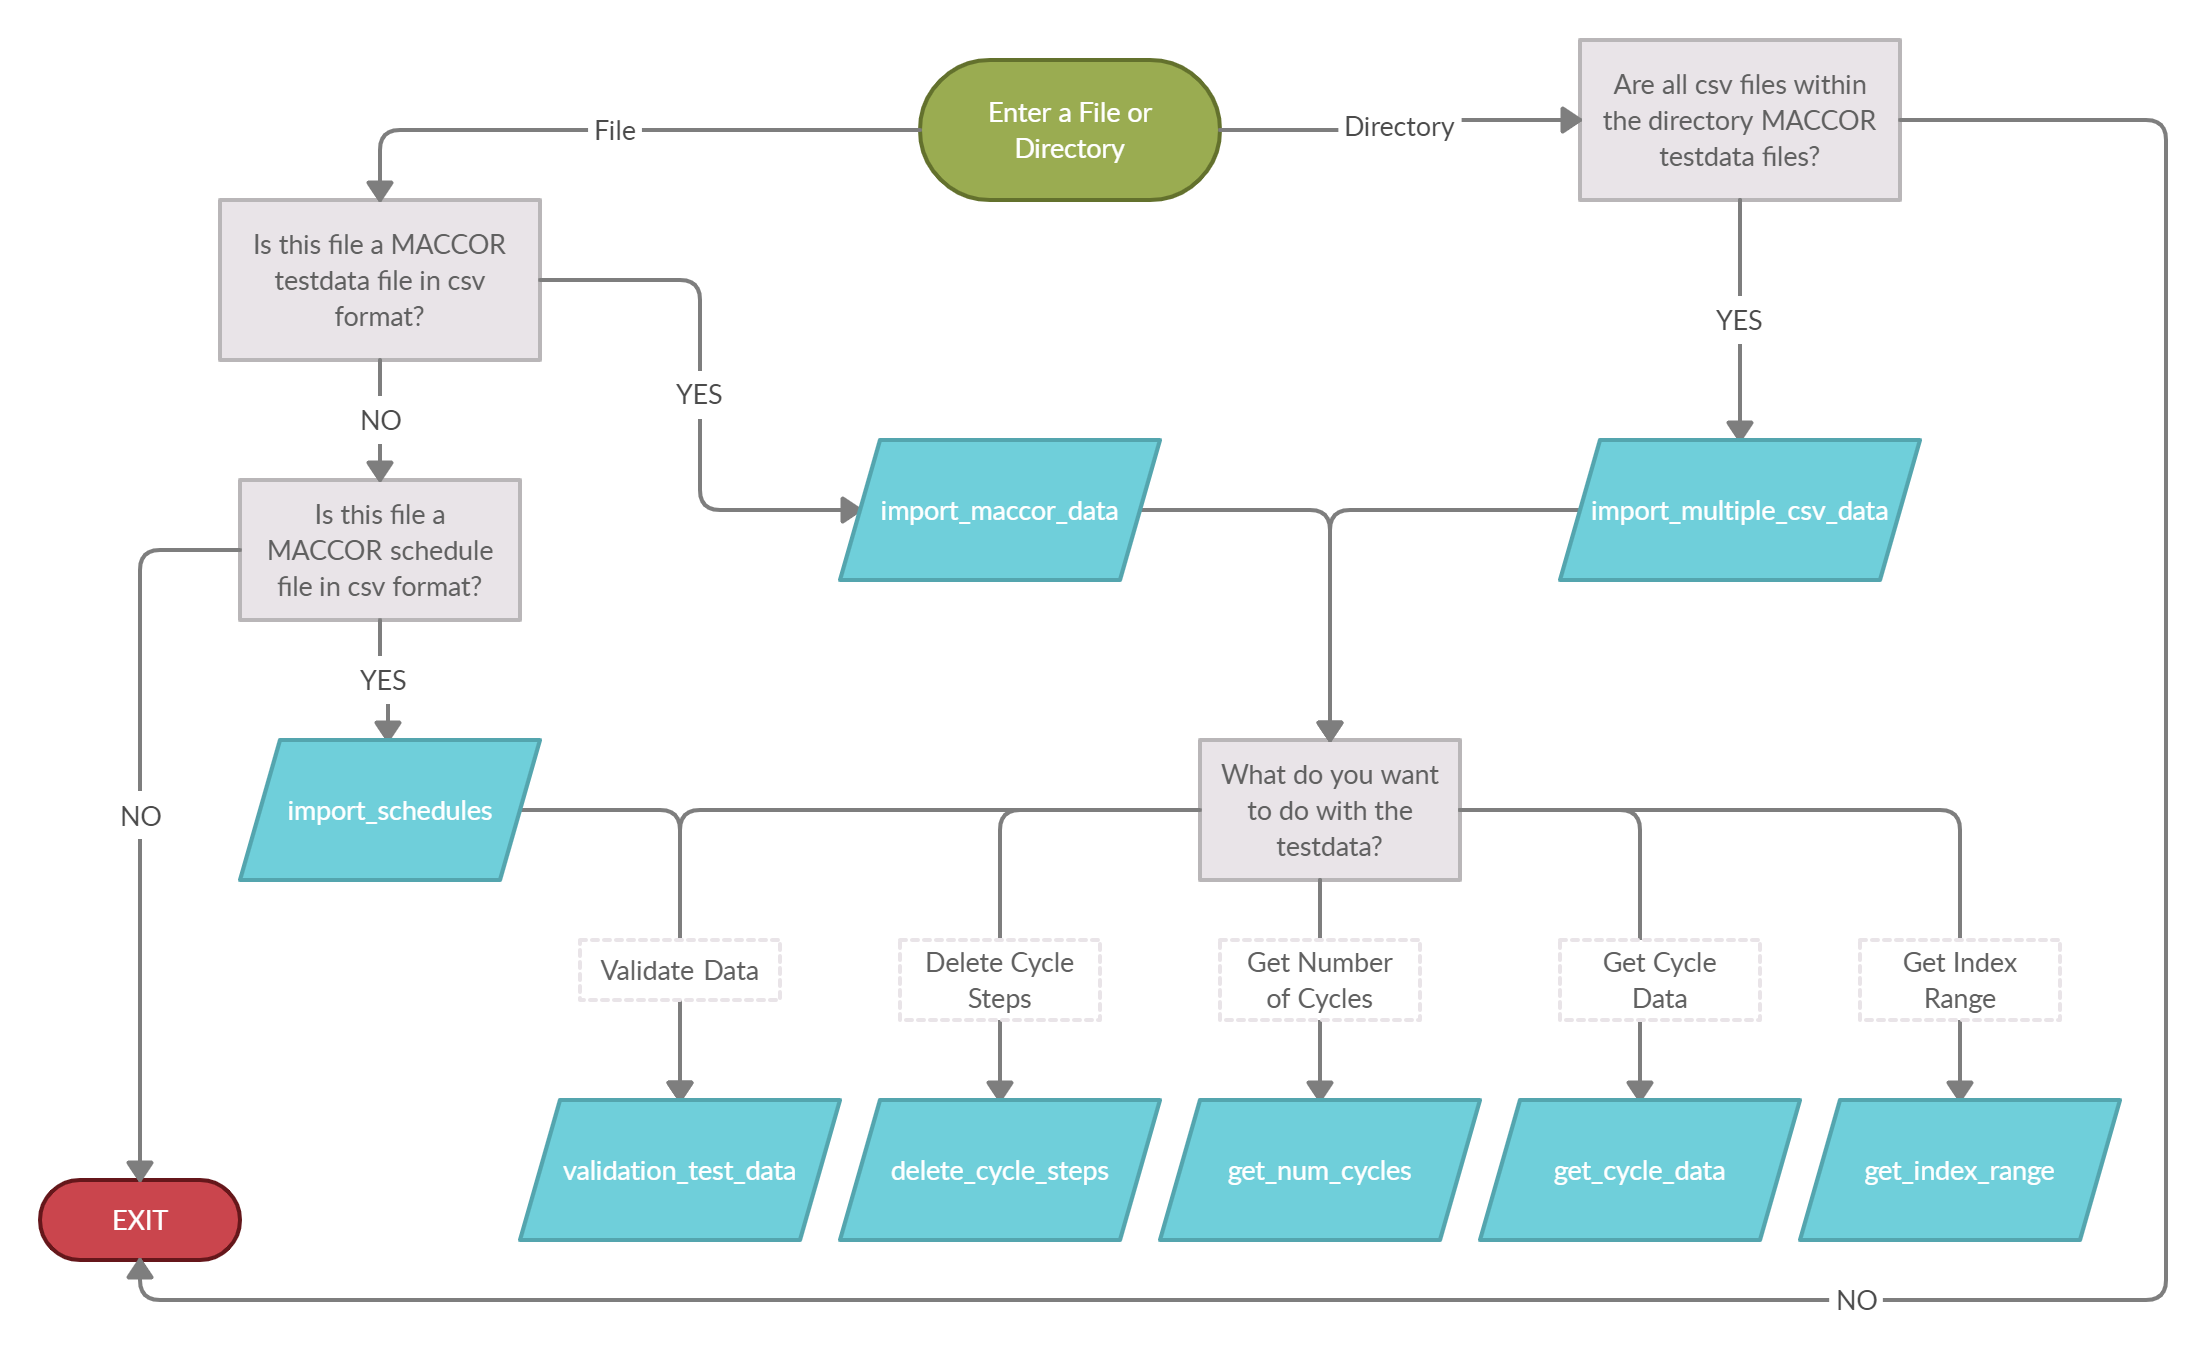 Enter a File or
Directory
File
Directory
Are all csv files within
the directory MACCOR
testdata files?
Is this file a MACCOR
testdata file in csv
format?
YES
YES
NO
Is this file a
MACCOR schedule
file in csv format?
import_maccor_data
import_multiple_csv_data
YES
NO
import_schedules
What do you want
to do with the
testdata?
Validate Data
Delete Cycle
Steps
Get Number
of Cycles
Get Cycle
Data
Get Index
Range
validation_test_data
delete_cycle_steps
get_num_cycles
get_cycle_data
get_index_range
EXIT
NO